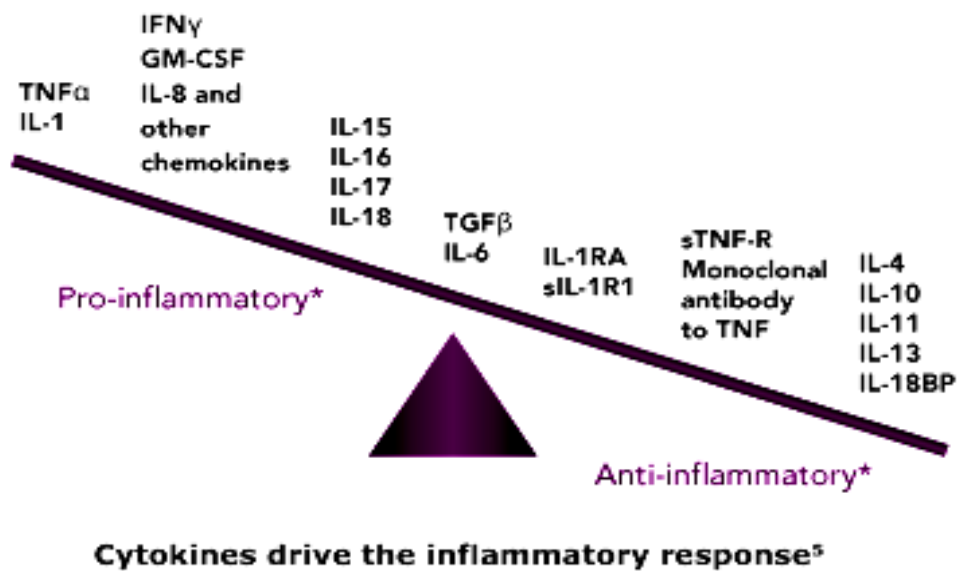 IFNγ
GM-CSF
IL-8 and
other
chemokines
TNFα
IL-1
IL-15
IL-16
IL-17
IL-18
TGFβ
IL-6
IL-1RA
sIL-1R1
sTNF-R
Monoclonal
antibody
to TNF
IL-4
IL-10
IL-11
IL-13
IL-18BP
Pro-inflammatory*
Anti-inflammatory*
Cytokines drive the inflammatory response⁵